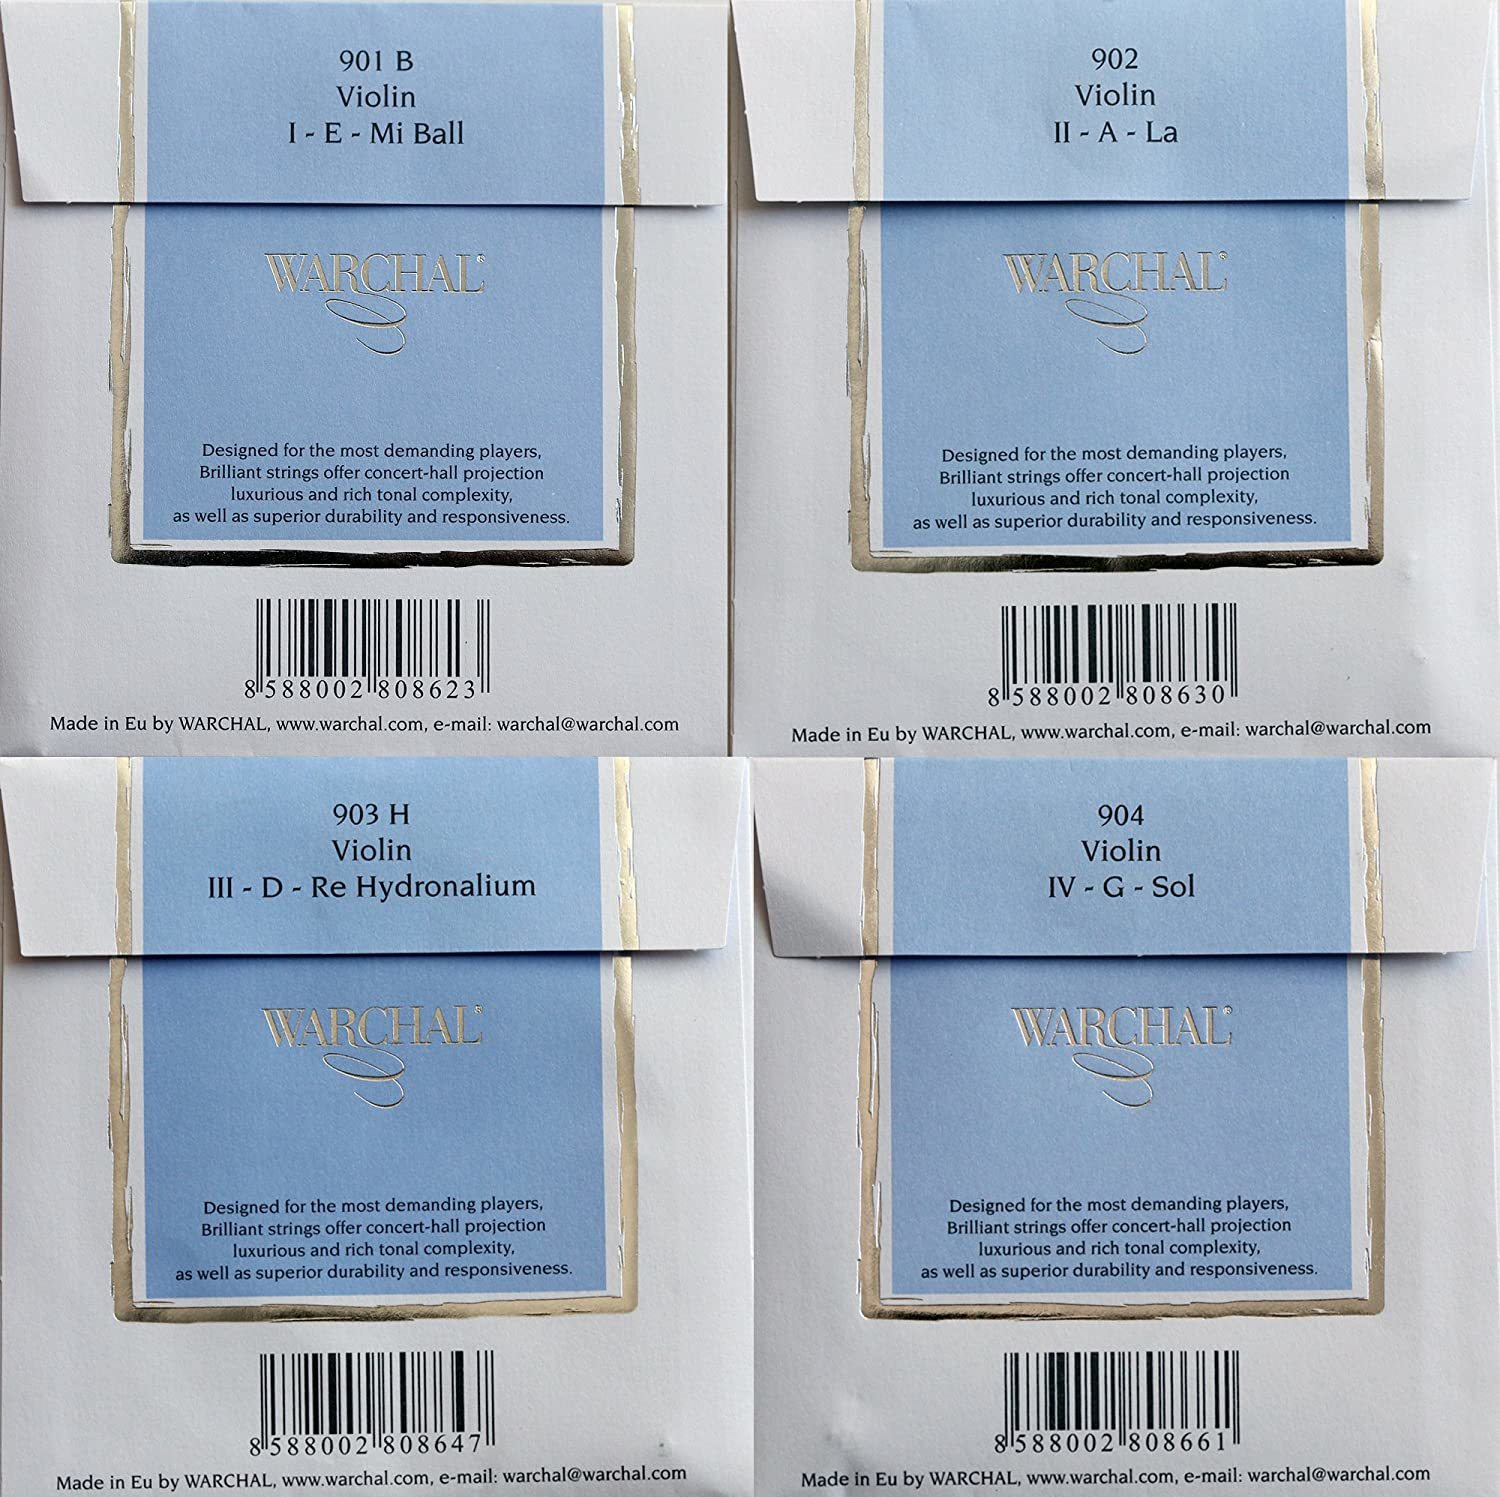 901 B
Violin
I - E - Mi Ball
WARCHAL®
Designed for the most demanding players,
Brilliant strings offer concert-hall projection
luxurious and rich tonal complexity,
as well as superior durability and responsiveness.
8 588002 808623
Made in Eu by WARCHAL, www.warchal.com, e-mail: warchal@warchal.com
902
Violin
II - A - La
WARCHAL®
Designed for the most demanding players,
Brilliant strings offer concert-hall projection
luxurious and rich tonal complexity,
as well as superior durability and responsiveness.
8 588002 808630
Made in Eu by WARCHAL, www.warchal.com, e-mail: warchal@warchal.com
903 H
Violin
III - D - Re Hydronalium
WARCHAL®
Designed for the most demanding players,
Brilliant strings offer concert-hall projection
luxurious and rich tonal complexity,
as well as superior durability and responsiveness.
8 588002 808647
Made in Eu by WARCHAL, www.warchal.com, e-mail: warchal@warchal.com
904
Violin
IV - G - Sol
WARCHAL®
Designed for the most demanding players,
Brilliant strings offer concert-hall projection
luxurious and rich tonal complexity,
as well as superior durability and responsiveness.
8 588002 808661
Made in Eu by WARCHAL, www.warchal.com, e-mail: warchal@warchal.com